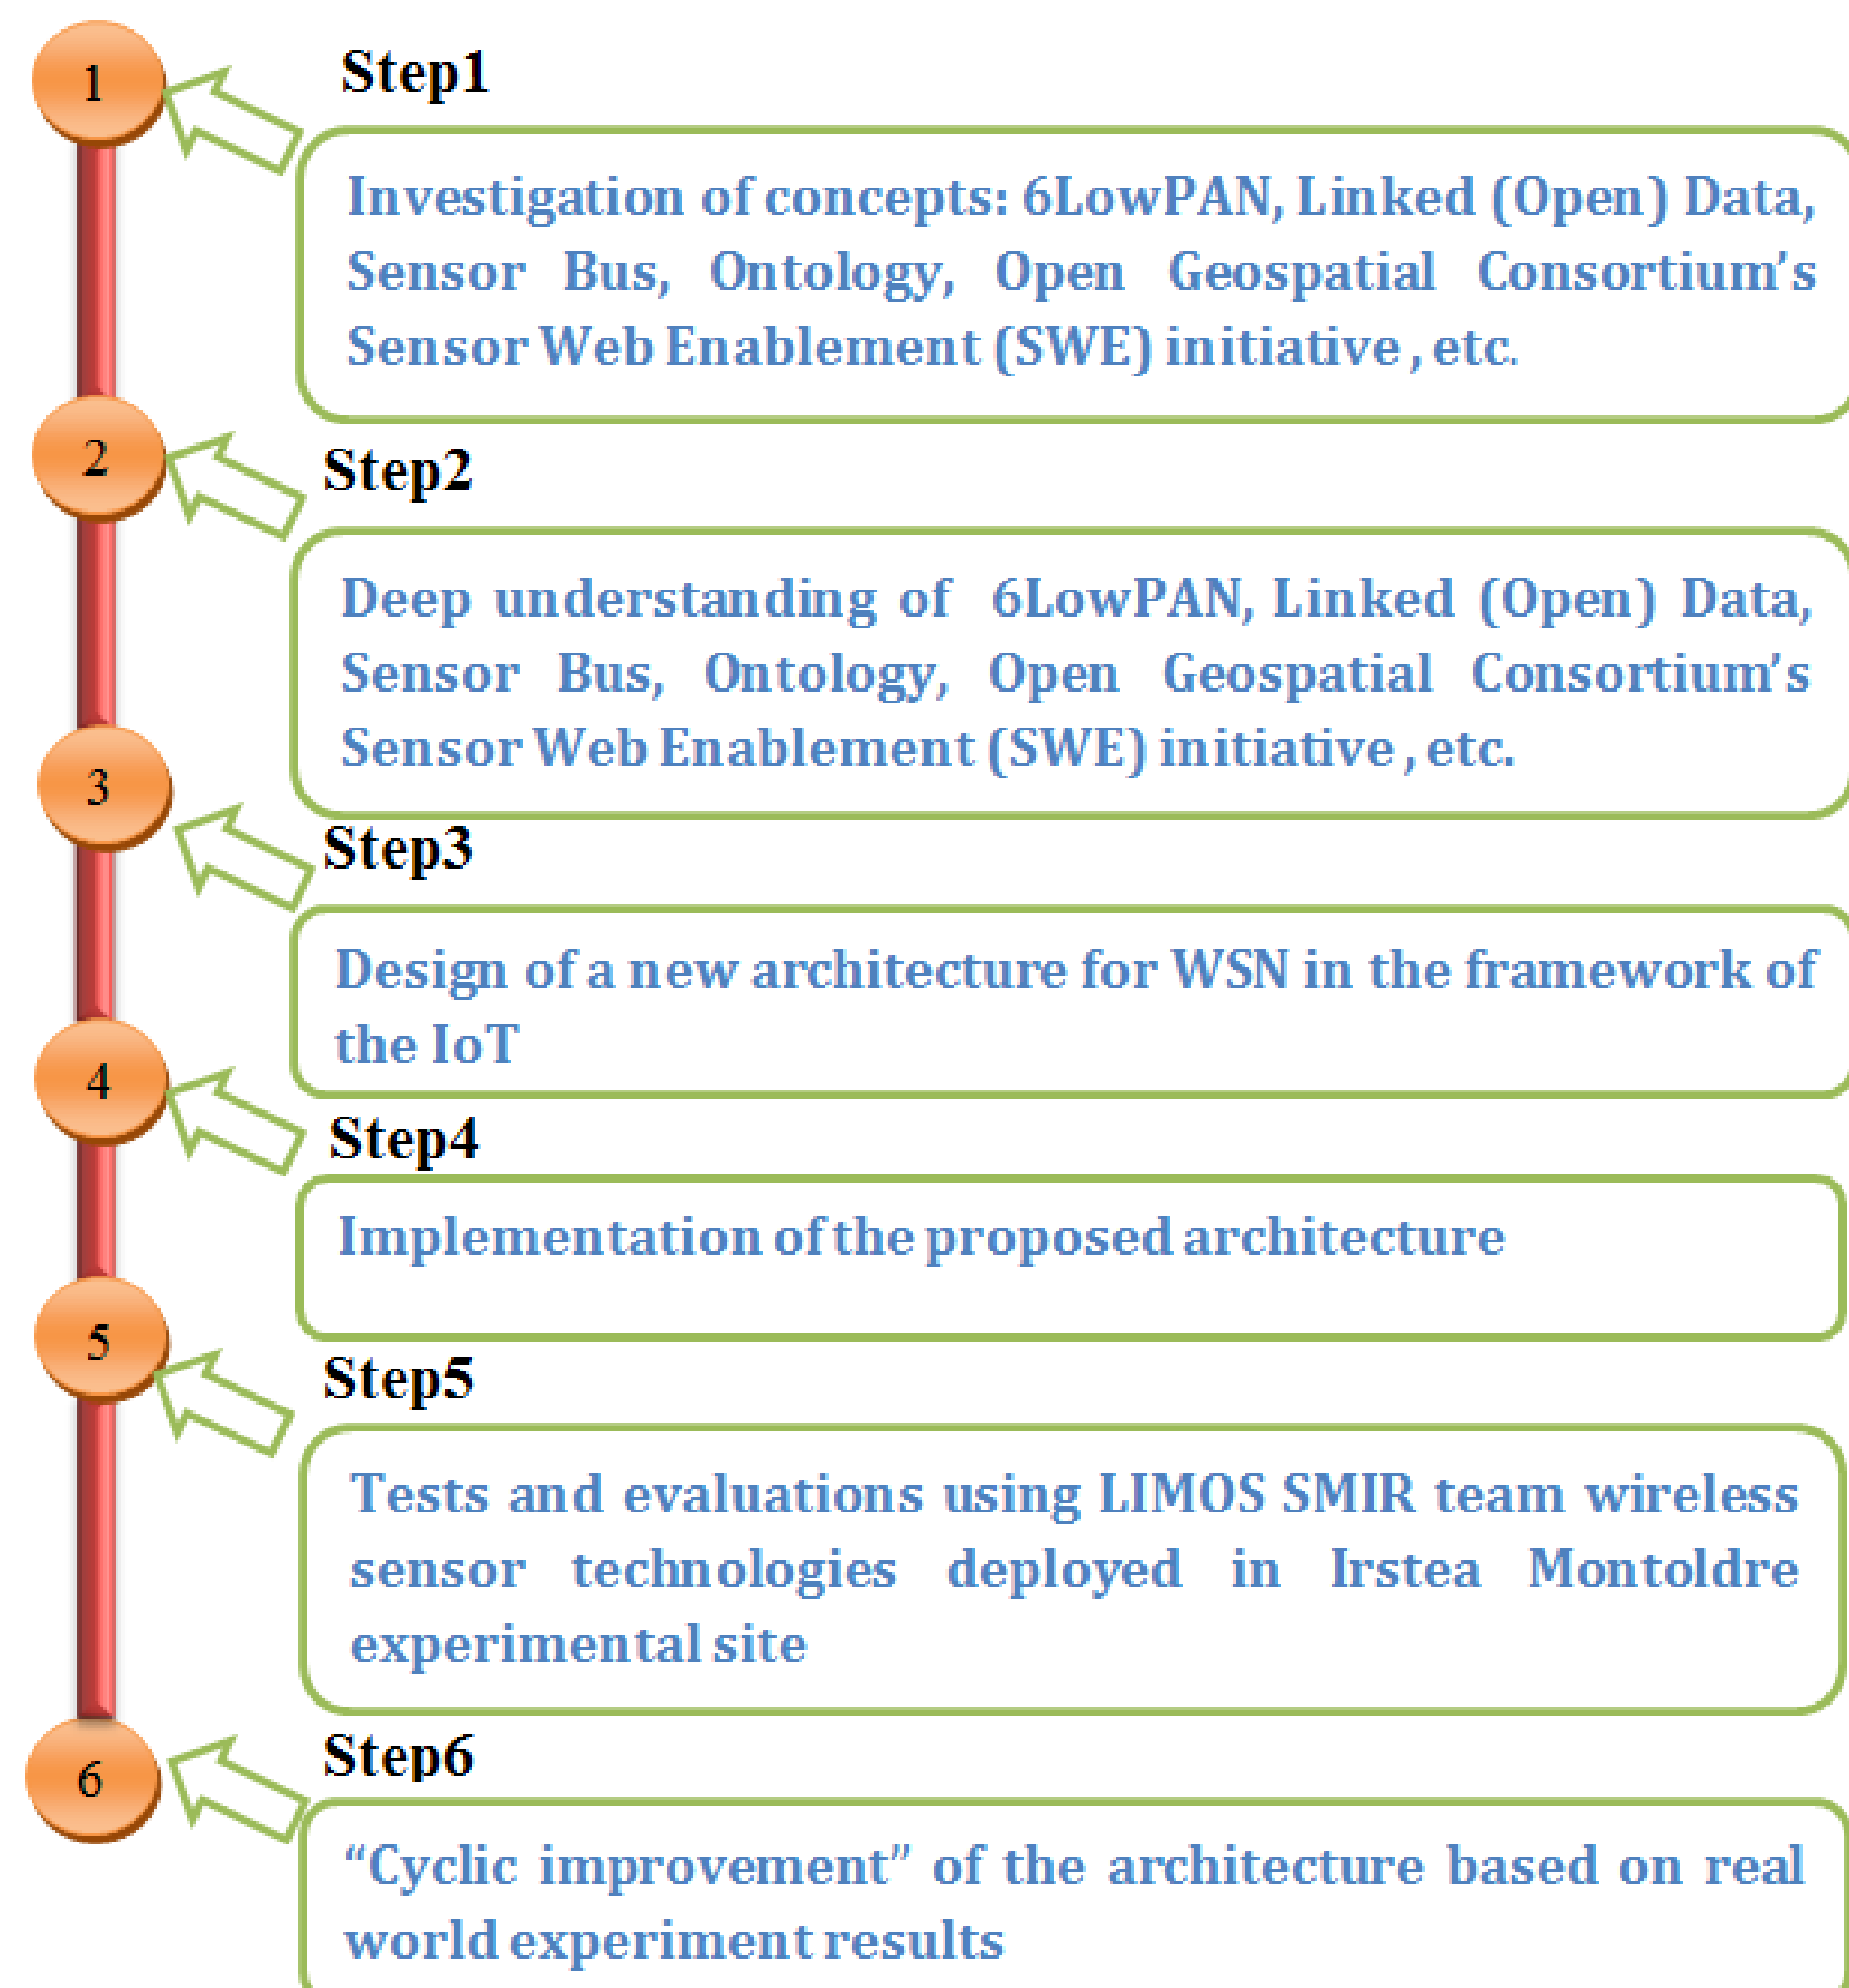 1
Step1
Investigation of concepts: 6LowPAN, Linked (Open) Data,
Sensor Bus, Ontology, Open Geospatial Consortium’s
Sensor Web Enablement (SWE) initiative , etc.
2
Step2
Deep understanding of 6LowPAN, Linked (Open) Data,
Sensor Bus, Ontology, Open Geospatial Consortium’s
Sensor Web Enablement (SWE) initiative , etc.
3
Step3
Design of a new architecture for WSN in the framework of
the IoT
4
Step4
Implementation of the proposed architecture
5
Step5
Tests and evaluations using LIMOS SMIR team wireless
sensor technologies deployed in Irstea Montoldre
experimental site
6
Step6
“Cyclic improvement” of the architecture based on real
world experiment results